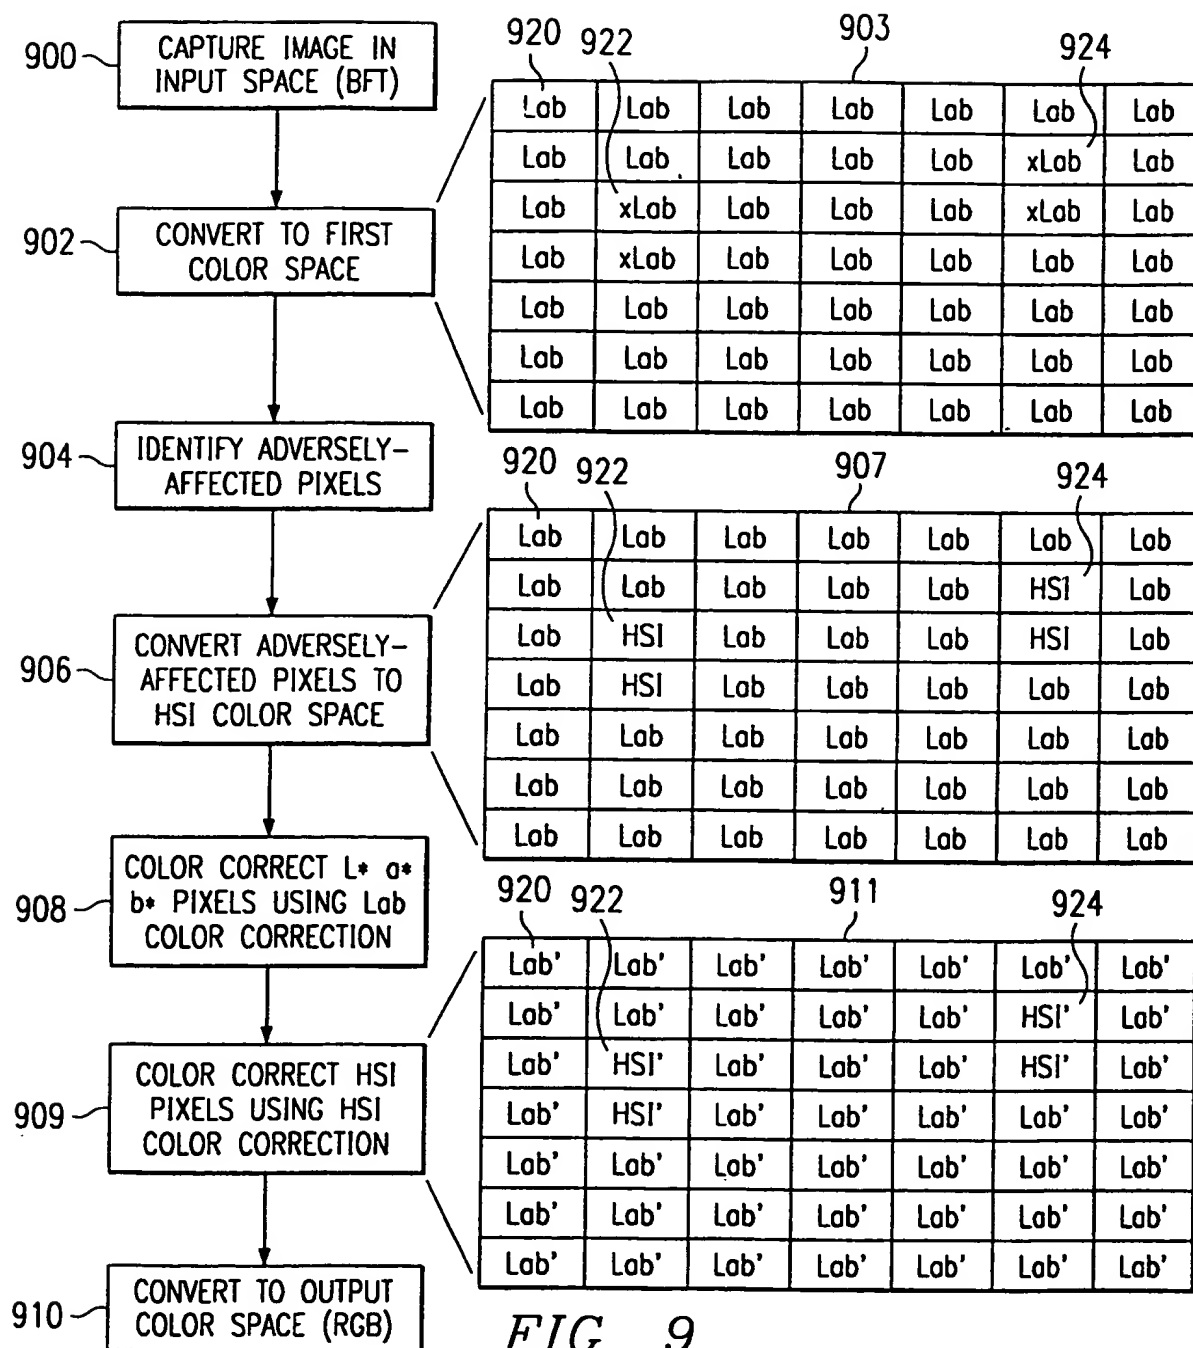 900
CAPTURE IMAGE IN
INPUT SPACE (BFT)
902
CONVERT TO FIRST
COLOR SPACE
904
IDENTIFY ADVERSELY-
AFFECTED PIXELS
906
CONVERT ADVERSELY-
AFFECTED PIXELS TO
HSI COLOR SPACE
908
COLOR CORRECT L* a*
b* PIXELS USING Lab
COLOR CORRECTION
909
COLOR CORRECT HSI
PIXELS USING HSI
COLOR CORRECTION
910
CONVERT TO OUTPUT
COLOR SPACE (RGB)
920 922 903 924
Lab Lab Lab Lab Lab Lab Lab
Lab Lab Lab Lab Lab xLab Lab
Lab xLab Lab Lab Lab xLab Lab
Lab xLab Lab Lab Lab Lab Lab
Lab Lab Lab Lab Lab Lab Lab
Lab Lab Lab Lab Lab Lab Lab
Lab Lab Lab Lab Lab Lab Lab
920 922 907 924
Lab Lab Lab Lab Lab Lab Lab
Lab Lab Lab Lab Lab HSI Lab
Lab HSI Lab Lab Lab HSI Lab
Lab HSI Lab Lab Lab Lab Lab
Lab Lab Lab Lab Lab Lab Lab
Lab Lab Lab Lab Lab Lab Lab
Lab Lab Lab Lab Lab Lab Lab
920 922 911 924
Lab' Lab' Lab' Lab' Lab' Lab' Lab'
Lab' Lab' Lab' Lab' Lab' HSI' Lab'
Lab' HSI' Lab' Lab' Lab' HSI' Lab'
Lab' HSI' Lab' Lab' Lab' Lab' Lab'
Lab' Lab' Lab' Lab' Lab' Lab' Lab'
Lab' Lab' Lab' Lab' Lab' Lab' Lab'
Lab' Lab' Lab' Lab' Lab' Lab' Lab'
FIG. 9